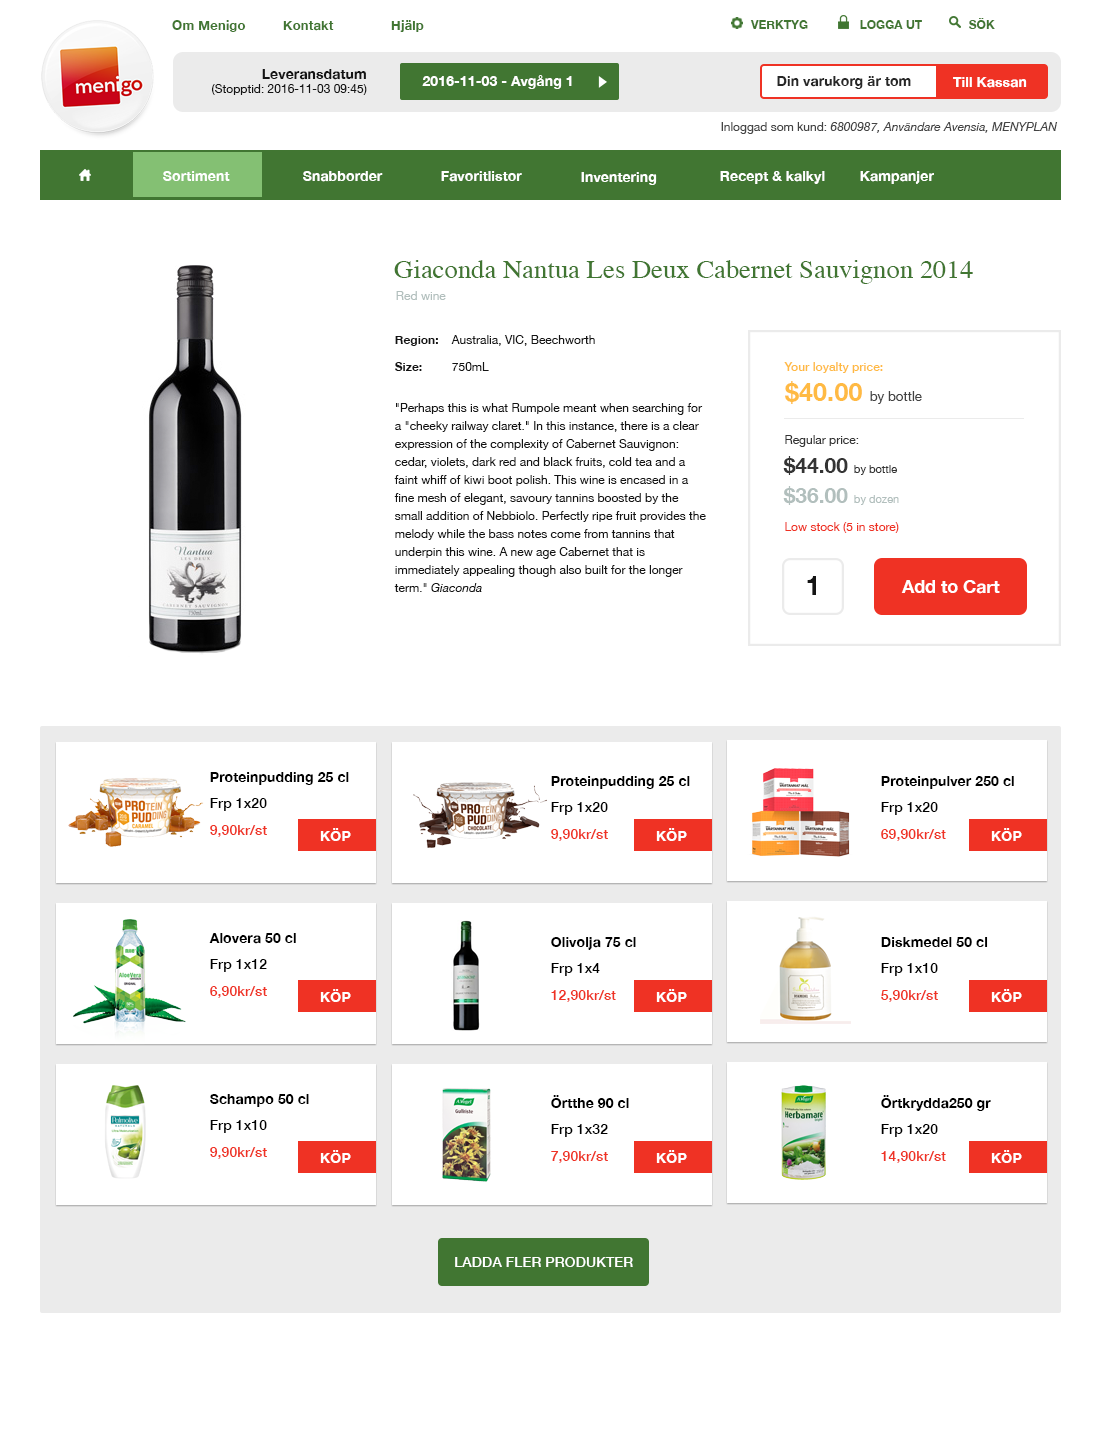 Om Menigo
Kontakt
Hjälp
VERKTYG
LOGGA UT
SÖK
menigo
Leveransdatum
(Stopptid: 2016-11-03 09:45)
2016-11-03 - Avgång 1
Din varukorg är tom
Till Kassan
Inloggad som kund: 6800987, Användare Avensia, MENYPLAN
Sortiment
Snabborder
Favoritlistor
Inventering
Recept & kalkyl
Kampanjer
Giaconda Nantua Les Deux Cabernet Sauvignon 2014
Red wine
Region: Australia, VIC, Beechworth
Size: 750mL
"Perhaps this is what Rumpole meant when searching for
a "cheeky railway claret." In this instance, there is a clear
expression of the complexity of Cabernet Sauvignon:
cedar, violets, dark red and black fruits, cold tea and a
faint whiff of kiwi boot polish. This wine is encased in a
fine mesh of elegant, savoury tannins boosted by the
small addition of Nebbiolo. Perfectly ripe fruit provides the
melody while the bass notes come from tannins that
underpin this wine. A new age Cabernet that is
immediately appealing though also built for the longer
term." Giaconda
Nantua
LES DEUX
CABERNET SAUVIGNON
750mL
Your loyalty price:
$40.00 by bottle
Regular price:
$44.00 by bottle
$36.00 by dozen
Low stock (5 in store)
1
Add to Cart
Proteinpudding 25 cl
Frp 1x20
9,90kr/st
KÖP
PROTEIN
PUDDING
CARAMEL
Proteinpudding 25 cl
Frp 1x20
9,90kr/st
KÖP
PROTEIN
PUDDING
CHOCOLATE
Proteinpulver 250 cl
Frp 1x20
69,90kr/st
KÖP
Alovera 50 cl
Frp 1x12
6,90kr/st
KÖP
AloeVera
Olivolja 75 cl
Frp 1x4
12,90kr/st
KÖP
Diskmedel 50 cl
Frp 1x10
5,90kr/st
KÖP
Schampo 50 cl
Frp 1x10
9,90kr/st
KÖP
Palmolive
NATURALS
Örtthe 90 cl
Frp 1x32
7,90kr/st
KÖP
A.Vogel
Gullriste
Örtkrydda250 gr
Frp 1x20
14,90kr/st
KÖP
A.Vogel
Herbamare
LADDA FLER PRODUKTER